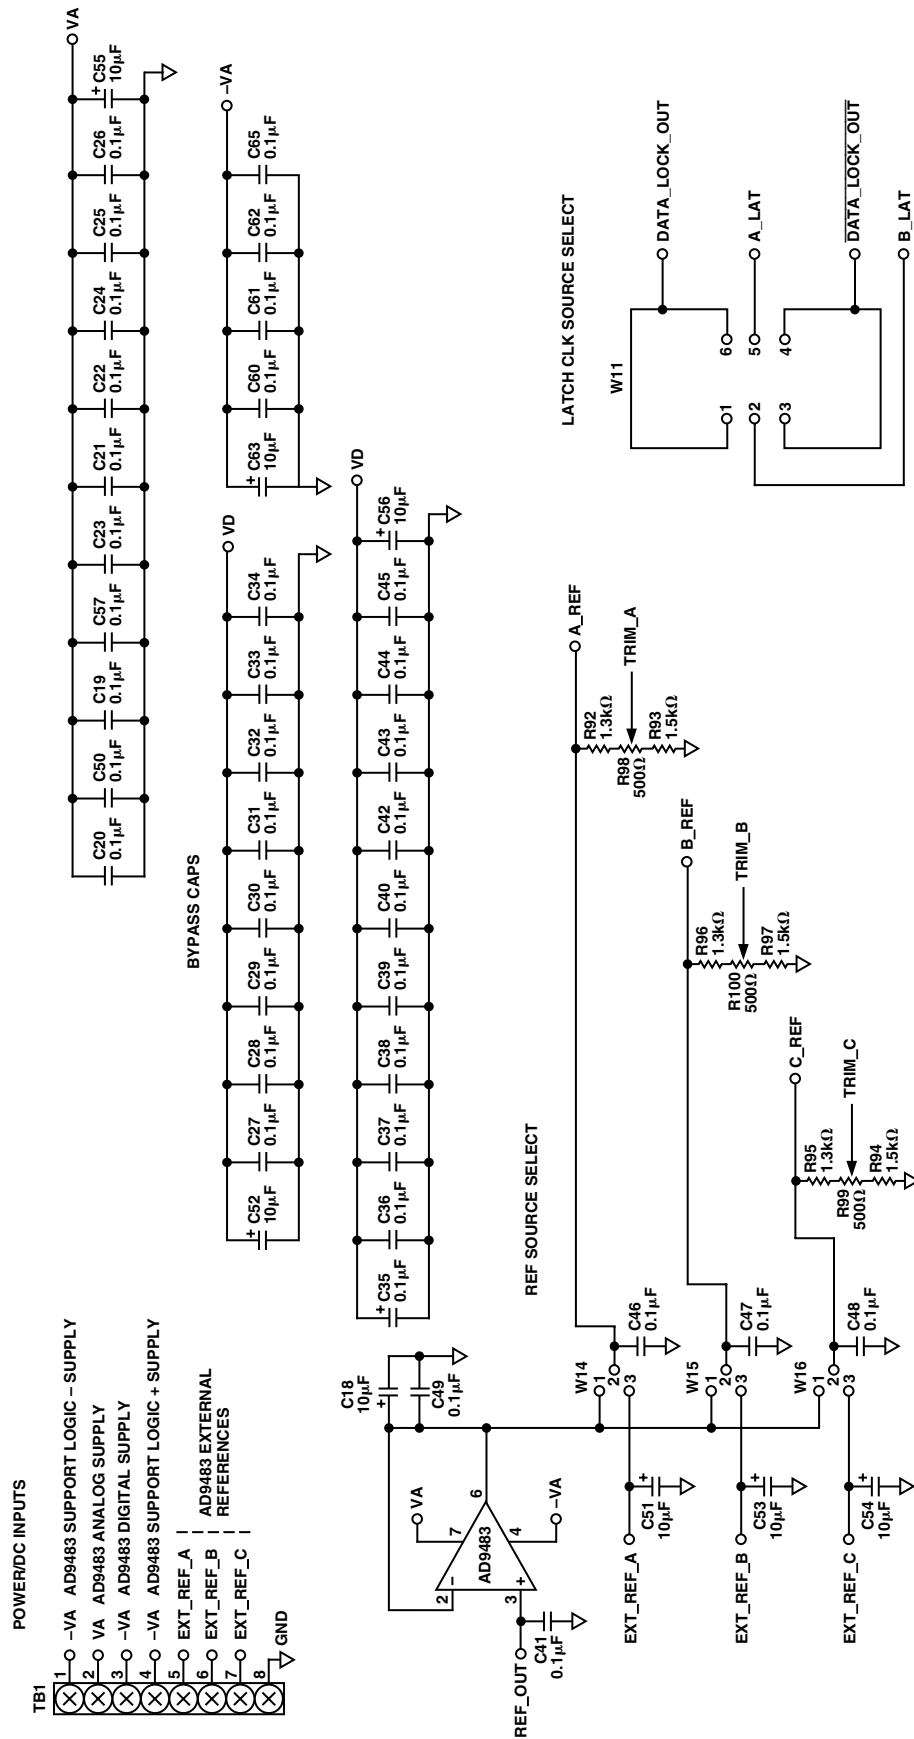 POWER/DC INPUTS
TB1
1 –VA AD9483 SUPPORT LOGIC – SUPPLY
2 VA AD9483 ANALOG SUPPLY
3 –VA AD9483 DIGITAL SUPPLY
4 –VA AD9483 SUPPORT LOGIC + SUPPLY
5 EXT_REF_A
6 EXT_REF_B
7 EXT_REF_C
AD9483 EXTERNAL
REFERENCES
8 GND
BYPASS CAPS
C20
0.1µF
C50
0.1µF
C19
0.1µF
C57
0.1µF
C23
0.1µF
C21
0.1µF
C22
0.1µF
C24
0.1µF
C25
0.1µF
C26
0.1µF
+ C55
10µF
VA
+ C52
10µF
C27
0.1µF
C28
0.1µF
C29
0.1µF
C30
0.1µF
C31
0.1µF
C32
0.1µF
C33
0.1µF
C34
0.1µF
VD
+ C63
10µF
C60
0.1µF
C61
0.1µF
C62
0.1µF
C65
0.1µF
–VA
+ C35
0.1µF
C36
0.1µF
C37
0.1µF
C38
0.1µF
C39
0.1µF
C40
0.1µF
C42
0.1µF
C43
0.1µF
C44
0.1µF
C45
0.1µF
+ C56
10µF
VD
REF SOURCE SELECT
C18
10µF +
C49
0.1µF
VA
7
2 –
AD9483
6
3 +
4
–VA
REF_OUT
C41
0.1µF
W14
1
2
3
C46
0.1µF
EXT_REF_A
C51 +
10µF
A_REF
R92
1.3kΩ
R98
500Ω
TRIM_A
R93
1.5kΩ
W15
1
2
3
C47
0.1µF
EXT_REF_B
C53 +
10µF
B_REF
R96
1.3kΩ
R100
500Ω
TRIM_B
R97
1.5kΩ
W16
1
2
3
C48
0.1µF
EXT_REF_C
C54 +
10µF
C_REF
R95
1.3kΩ
R99
500Ω
TRIM_C
R94
1.5kΩ
LATCH CLK SOURCE SELECT
W11
1
2
3
6
5
4
DATA_LOCK_OUT
A_LAT
DATA_LOCK_OUT
B_LAT